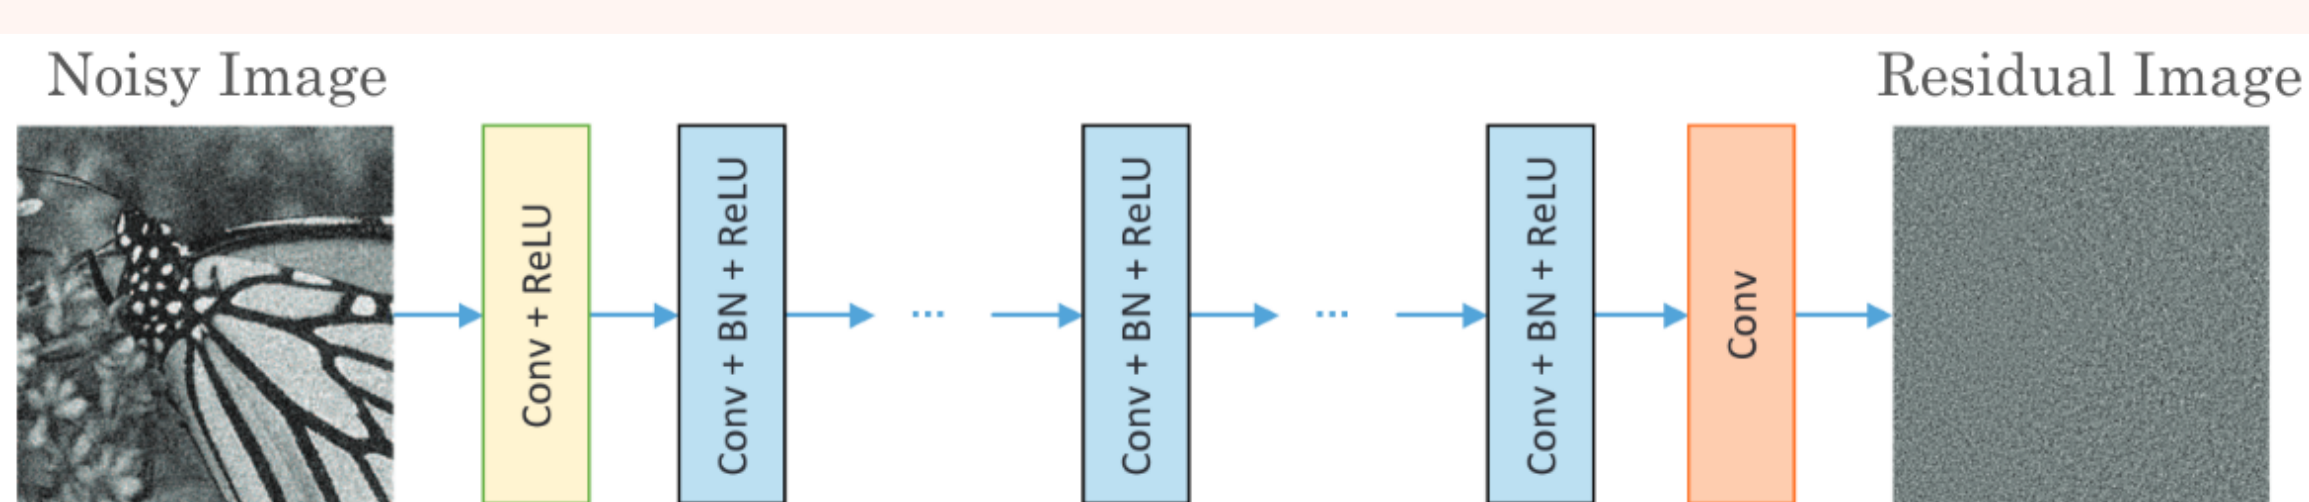 Noisy Image
Residual Image
Conv + ReLU
Conv + BN + ReLU
...
Conv + BN + ReLU
...
Conv + BN + ReLU
Conv